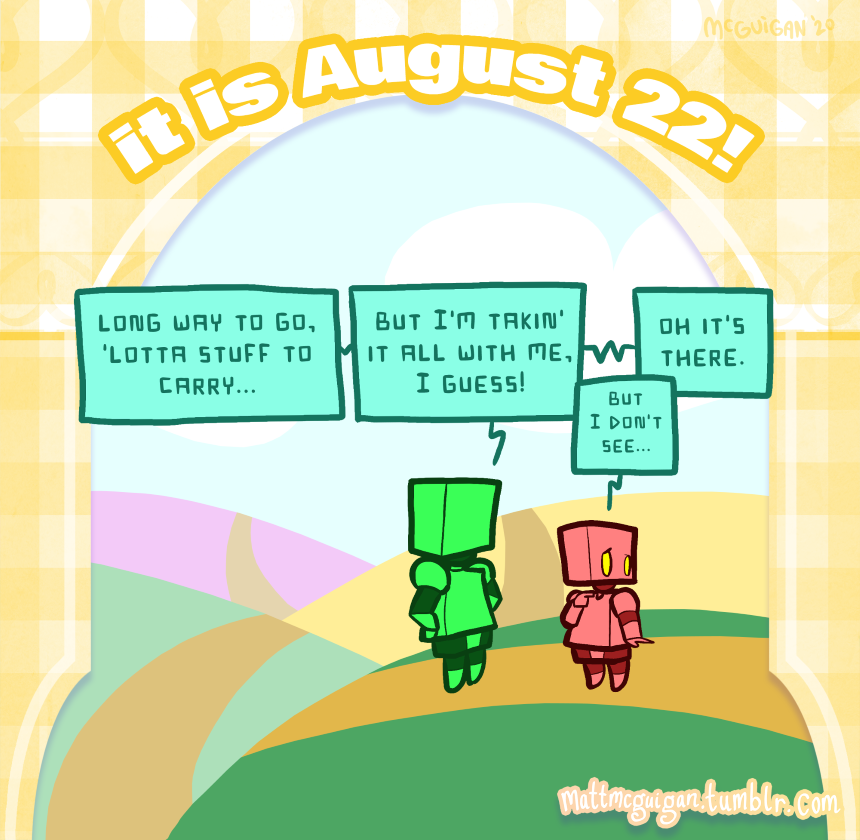 McGUiGAN '20
it is August 22!
LONG WAY TO GO,
'LOTTA STUFF TO
CARRY...
BUT I'M TAKIN'
IT ALL WITH ME,
I GUESS!
OH IT'S
THERE.
BUT
I DON'T
SEE...
mattmcguigan.tumblr.com